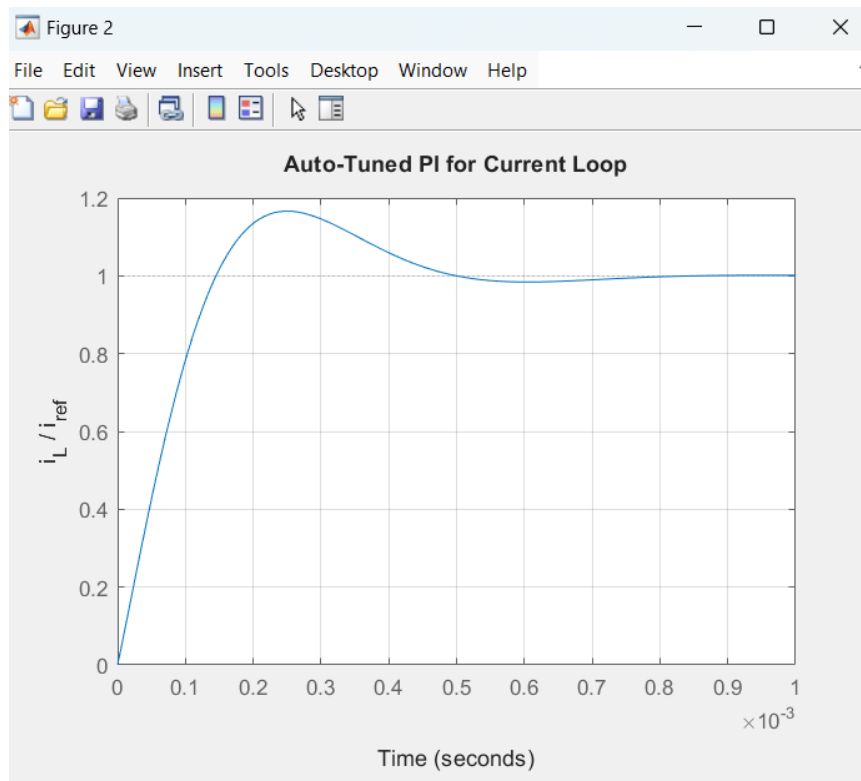 Figure 2
File Edit View Insert Tools Desktop Window Help
Auto-Tuned PI for Current Loop
1.2
1
0.8
0.6
0.4
0.2
0
i_L / i_ref
0 0.1 0.2 0.3 0.4 0.5 0.6 0.7 0.8 0.9 1
×10^-3
Time (seconds)